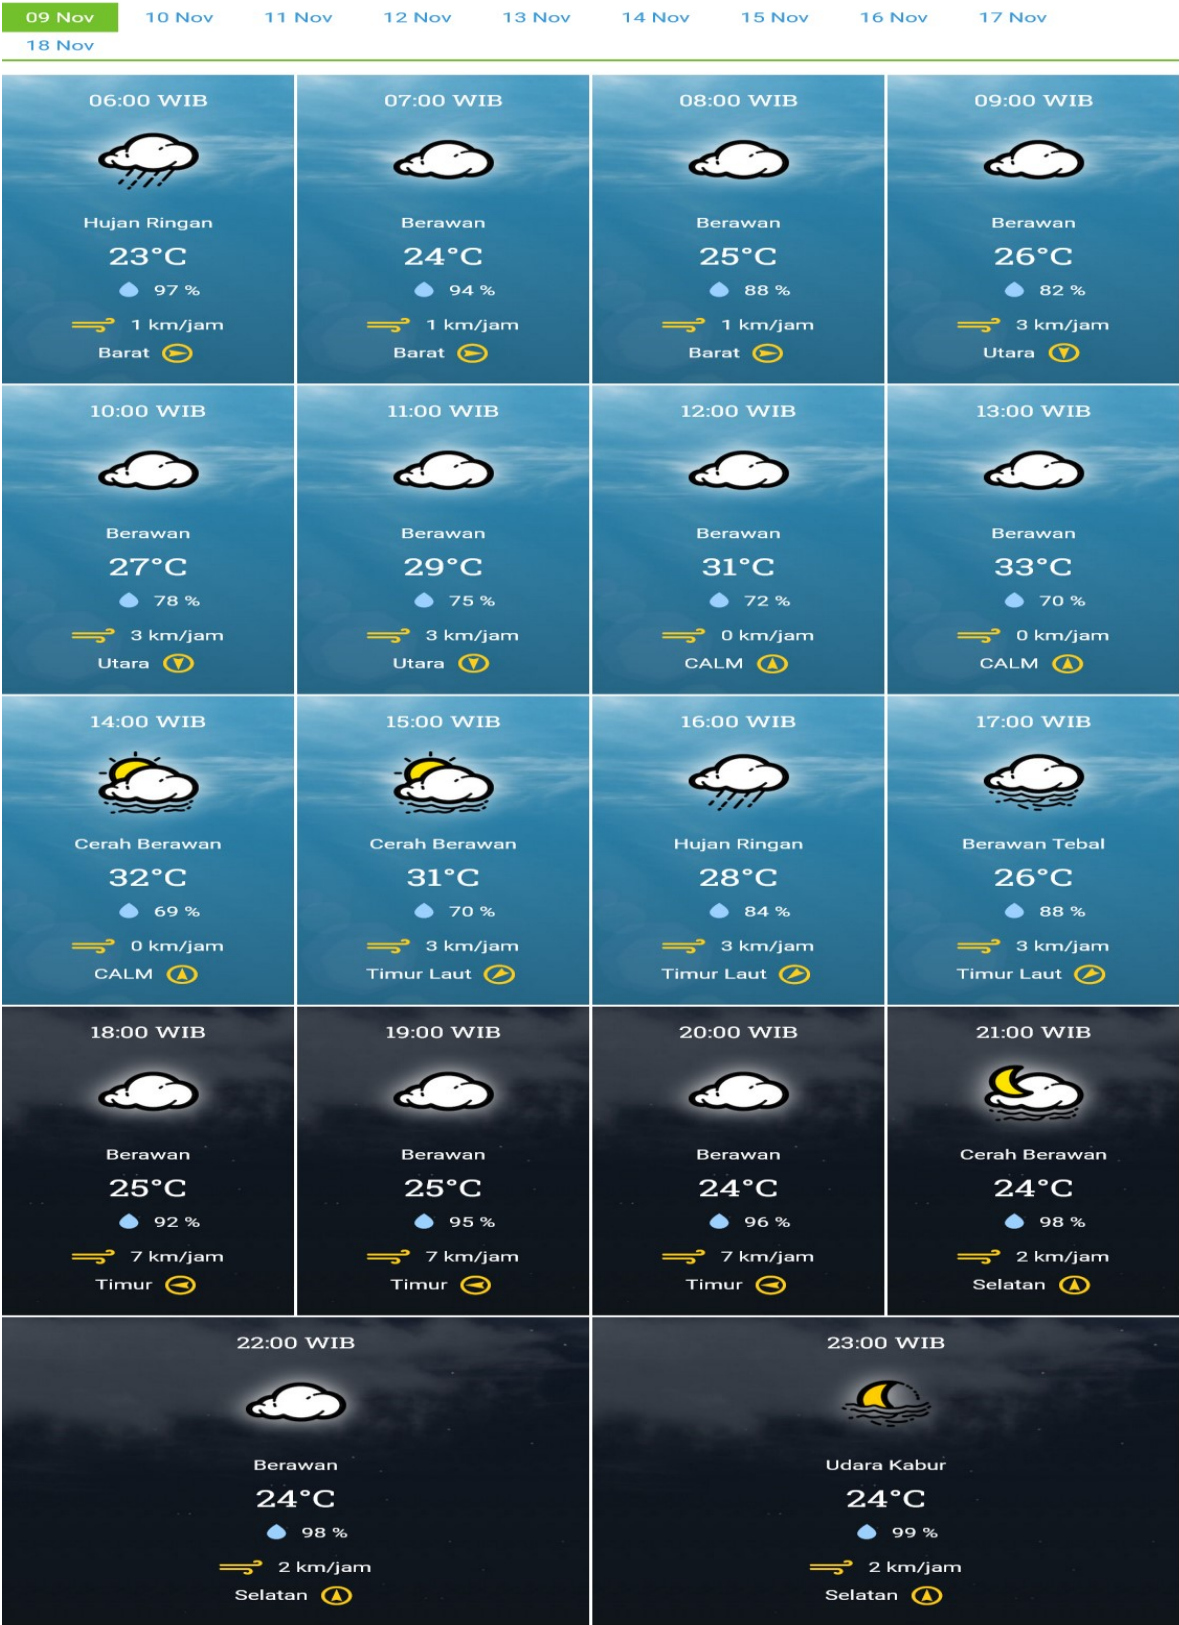 09 Nov 10 Nov 11 Nov 12 Nov 13 Nov 14 Nov 15 Nov 16 Nov 17 Nov
18 Nov
06:00 WIB 07:00 WIB 08:00 WIB 09:00 WIB
Hujan Ringan Berawan Berawan Berawan
23°C 24°C 25°C 26°C
97 % 94 % 88 % 82 %
1 km/jam 1 km/jam 1 km/jam 3 km/jam
Barat Barat Barat Utara
10:00 WIB 11:00 WIB 12:00 WIB 13:00 WIB
Berawan Berawan Berawan Berawan
27°C 29°C 31°C 33°C
78 % 75 % 72 % 70 %
3 km/jam 3 km/jam 0 km/jam 0 km/jam
Utara Utara CALM CALM
14:00 WIB 15:00 WIB 16:00 WIB 17:00 WIB
Cerah Berawan Cerah Berawan Hujan Ringan Berawan Tebal
32°C 31°C 28°C 26°C
69 % 70 % 84 % 88 %
0 km/jam 3 km/jam 3 km/jam 3 km/jam
CALM Timur Laut Timur Laut Timur Laut
18:00 WIB 19:00 WIB 20:00 WIB 21:00 WIB
Berawan Berawan Berawan Cerah Berawan
25°C 25°C 24°C 24°C
92 % 95 % 96 % 98 %
7 km/jam 7 km/jam 7 km/jam 2 km/jam
Timur Timur Timur Selatan
22:00 WIB 23:00 WIB
Berawan Udara Kabur
24°C 24°C
98 % 99 %
2 km/jam 2 km/jam
Selatan Selatan